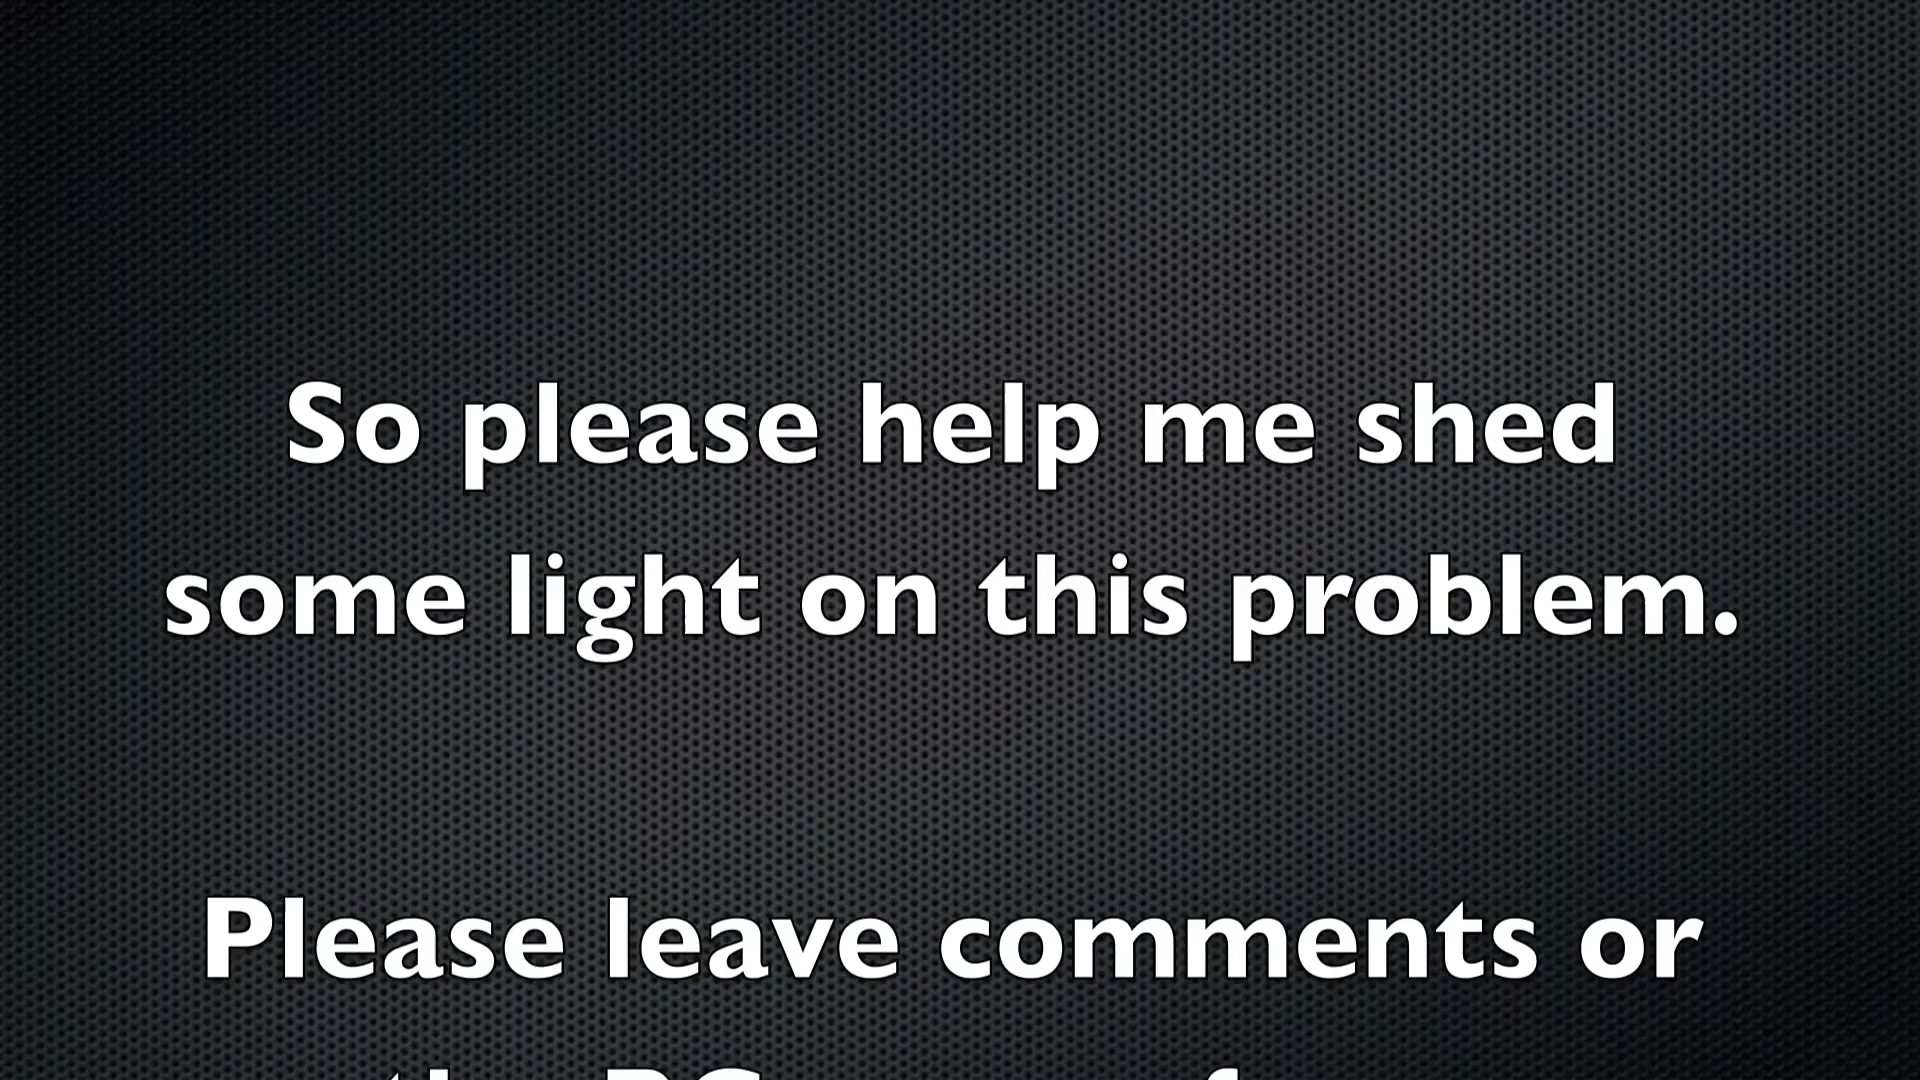 So please help me shed
some light on this problem.
Please leave comments or